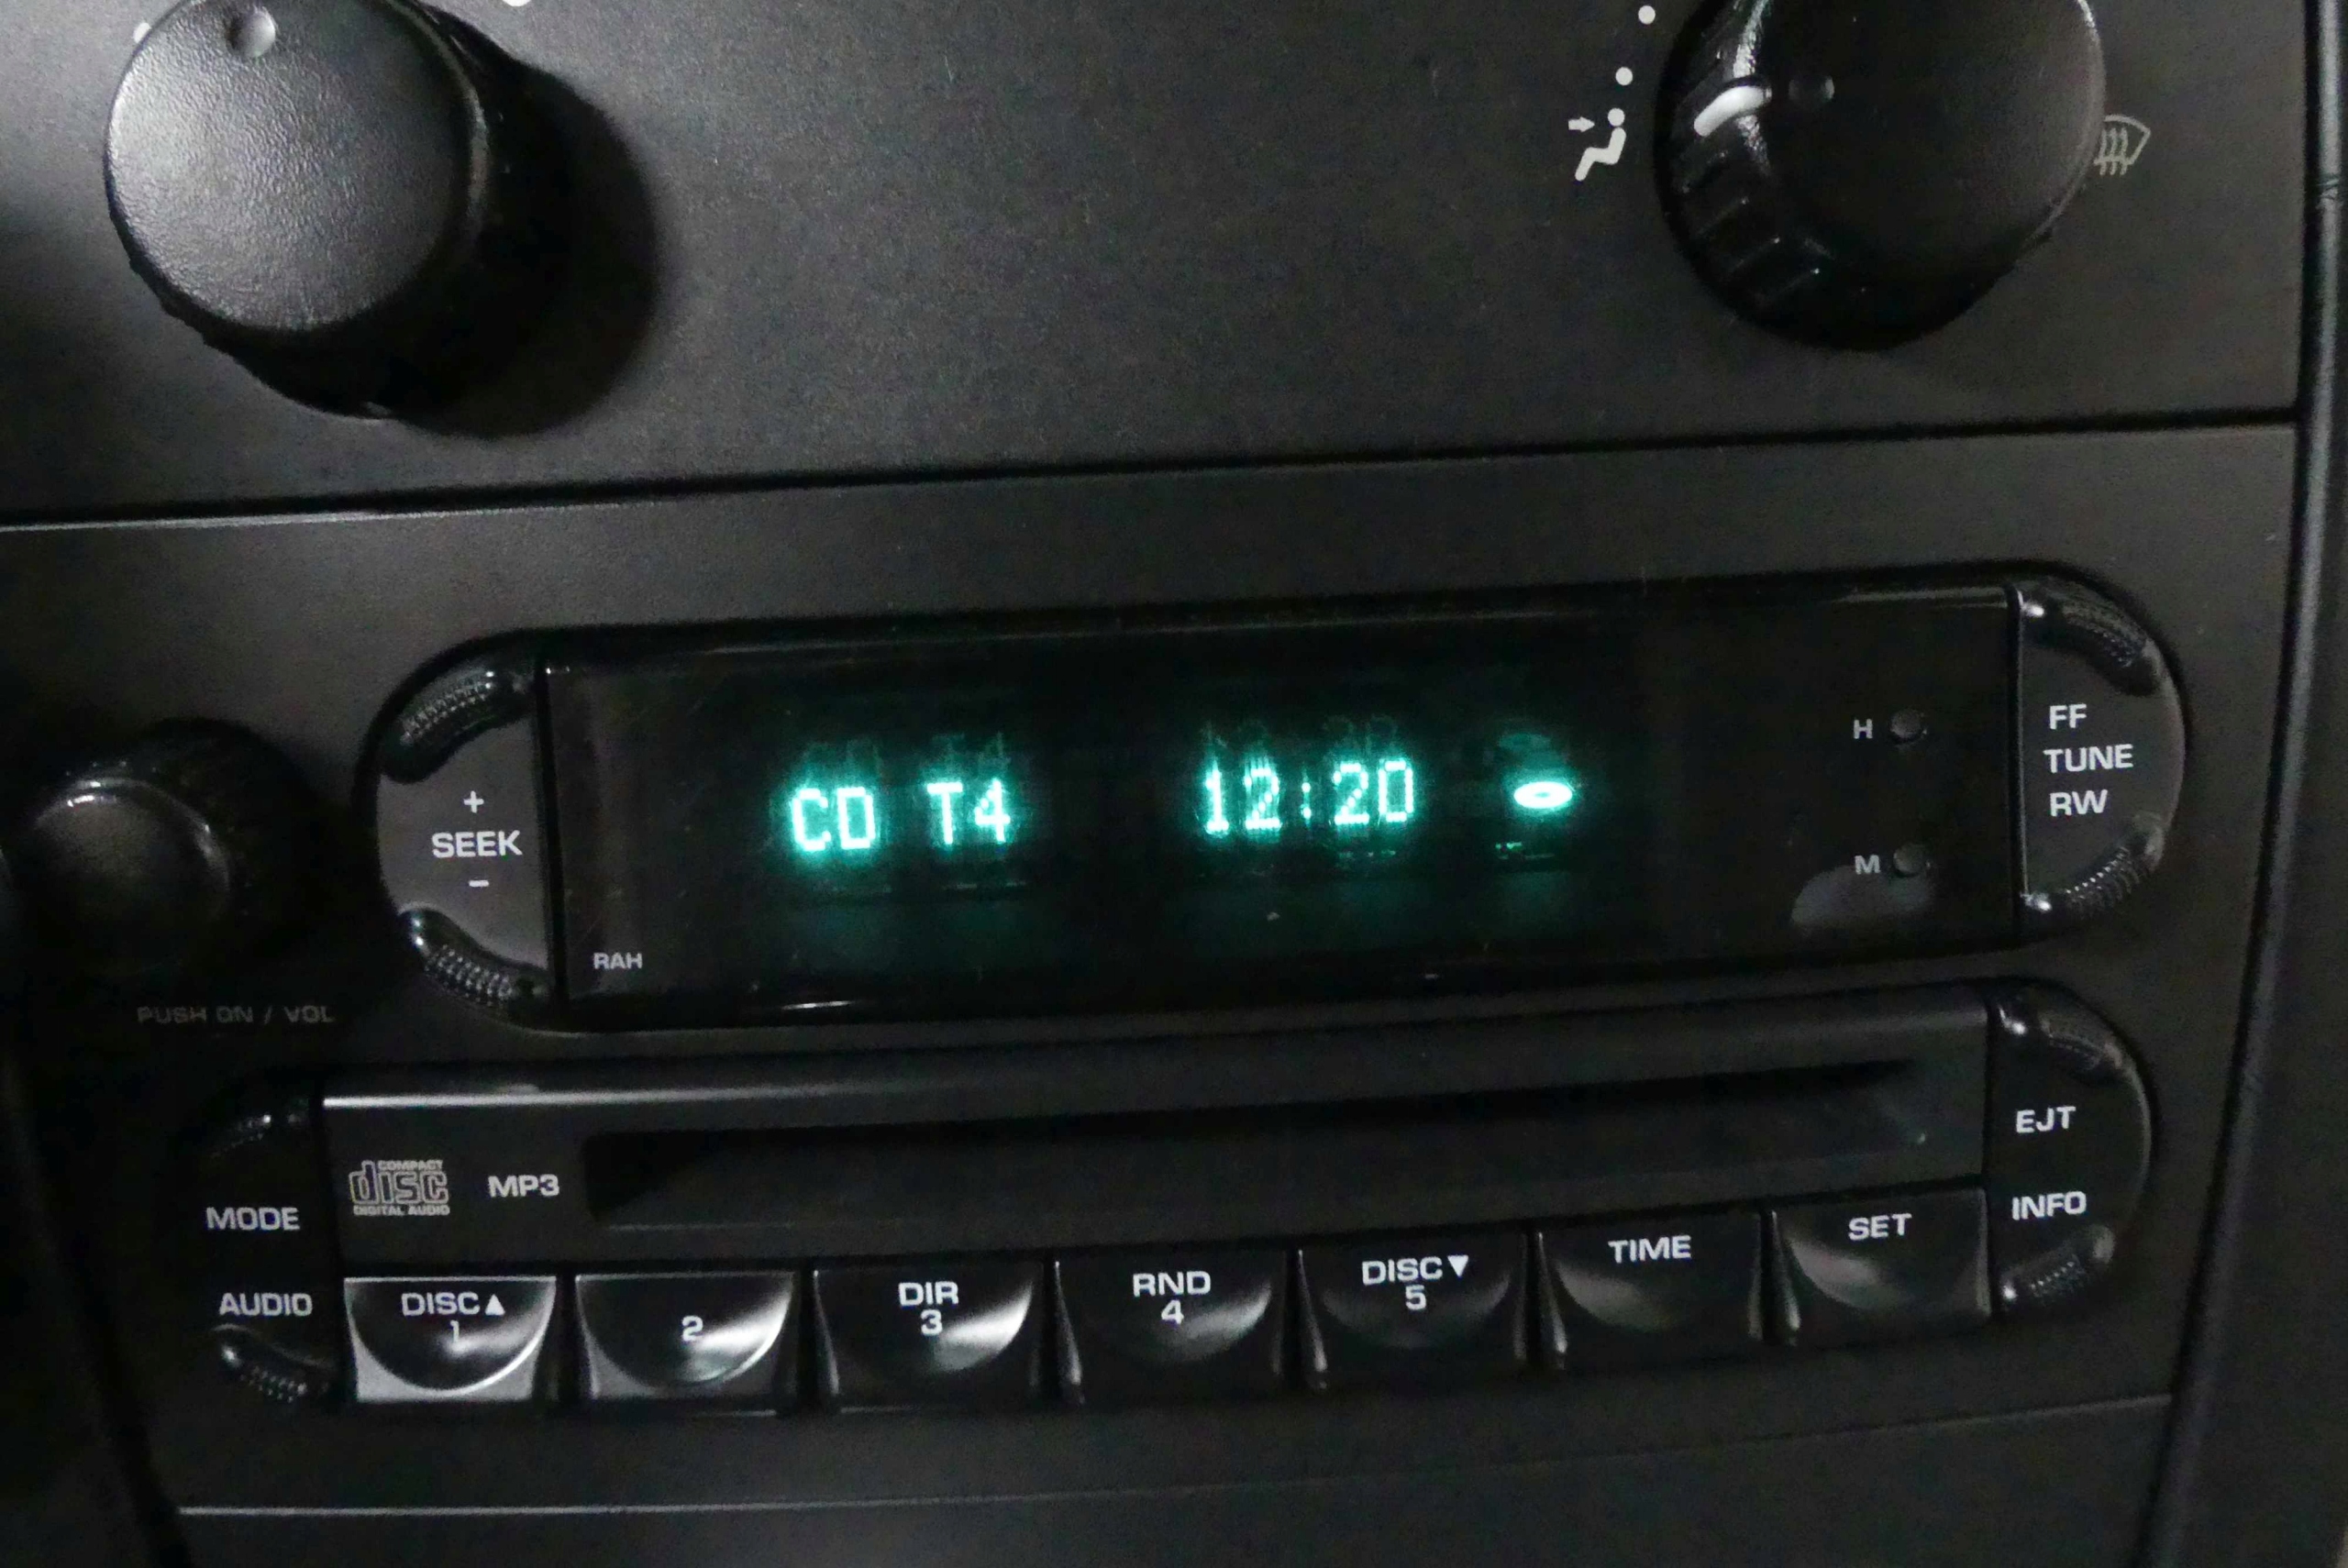 CD T4 12:20
H
M
+
SEEK
-
FF
TUNE
RW
RAH
PUSH ON / VOL
COMPACT
disc
DIGITAL AUDIO
MP3
EJT
INFO
MODE
AUDIO
DISC▲
1
2
DIR
3
RND
4
DISC▼
5
TIME
SET